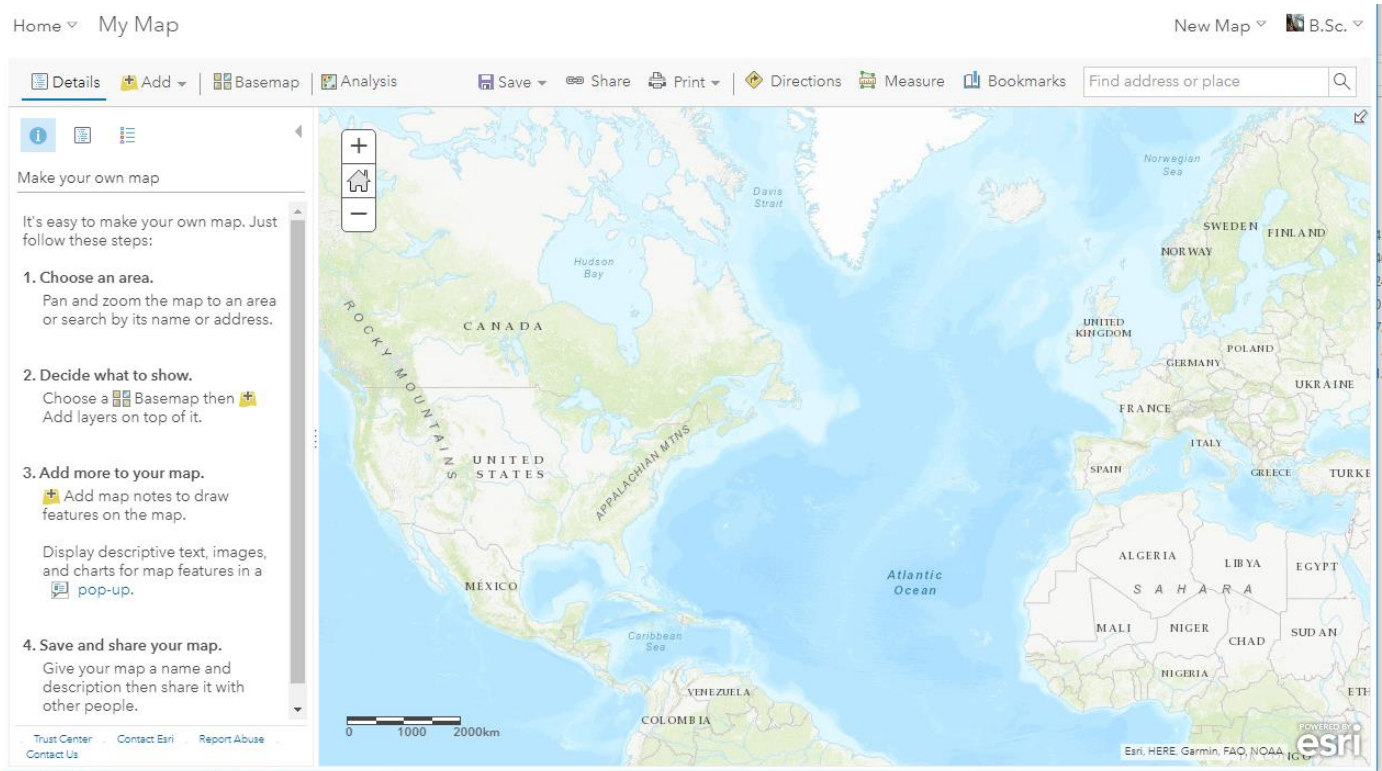 Home My Map New Map B.Sc.
Details Add Basemap Analysis Save Share Print Directions Measure Bookmarks Find address or place
Make your own map
It's easy to make your own map. Just
follow these steps:
1. Choose an area.
Pan and zoom the map to an area
or search by its name or address.
2. Decide what to show.
Choose a Basemap then
Add layers on top of it.
3. Add more to your map.
Add map notes to draw
features on the map.
Display descriptive text, images,
and charts for map features in a
pop-up.
4. Save and share your map.
Give your map a name and
description then share it with
other people.
Trust Center Contact Esri Report Abuse
Contact Us
Norwegian
Sea
Davis
Strait
SWEDEN FINLAND
NORWAY
Hudson
Bay
ROCKY MOUNTAINS
CANADA
UNITED
KINGDOM
POLAND
GERMANY
UKRAINE
FRANCE
APPALACHIAN MTNS
ITALY
UNITED
STATES
SPAIN
GREECE
TURKE
ALGERIA
LIBYA
EGYPT
Atlantic
Ocean
SAHARA
MÉXICO
MALI
NIGER
CHAD
SUDAN
Caribbean
Sea
NIGERIA
VENEZUELA
ETH
COLOMBIA
0 1000 2000km
Esri, HERE, Garmin, FAO, NOAA
POWERED BY
esri